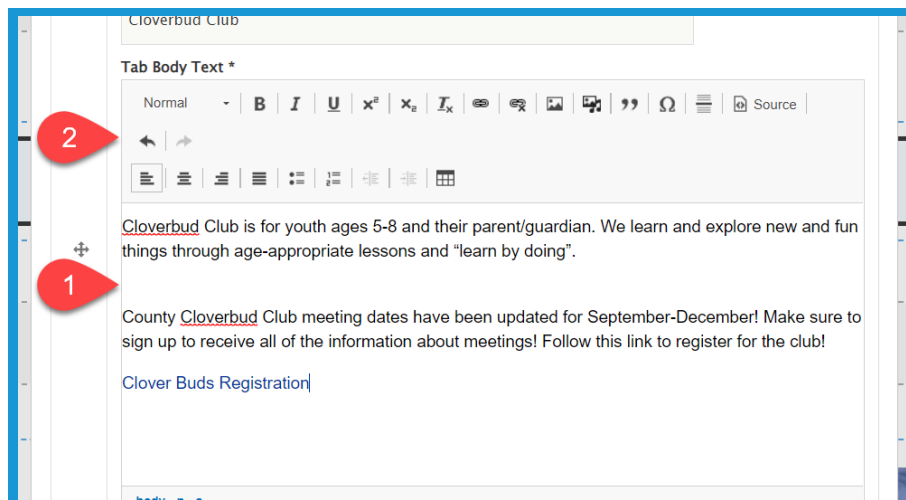 Cloverbud Club
Tab Body Text *
Normal B I U x² x₂ Tx Ω Source
2
Cloverbud Club is for youth ages 5-8 and their parent/guardian. We learn and explore new and fun
things through age-appropriate lessons and “learn by doing”.
1
County Cloverbud Club meeting dates have been updated for September-December! Make sure to
sign up to receive all of the information about meetings! Follow this link to register for the club!
Clover Buds Registration